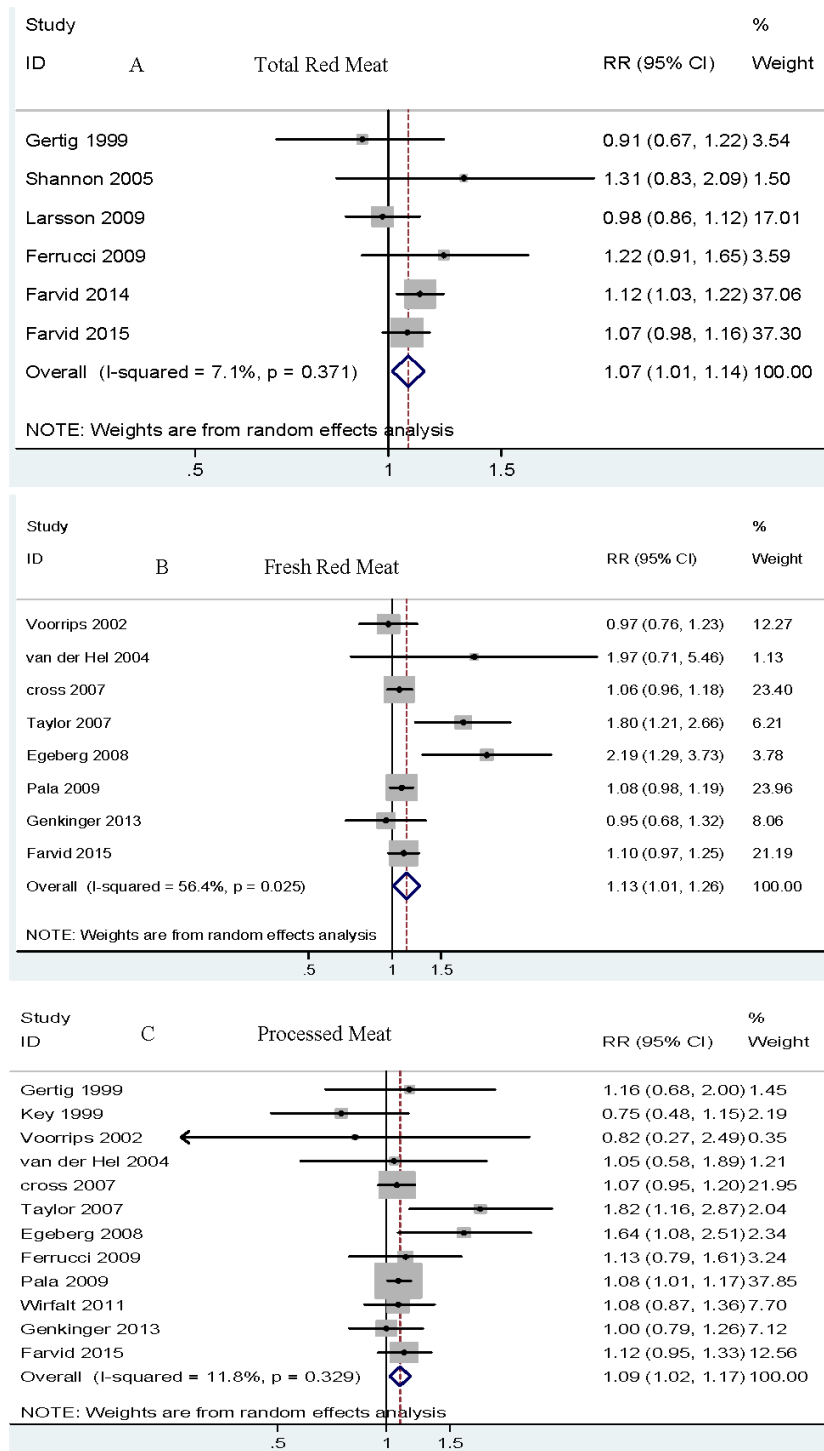 Study %
ID A Total Red Meat RR (95% CI) Weight
Gertig 1999 0.91 (0.67, 1.22) 3.54
Shannon 2005 1.31 (0.83, 2.09) 1.50
Larsson 2009 0.98 (0.86, 1.12) 17.01
Ferrucci 2009 1.22 (0.91, 1.65) 3.59
Farvid 2014 1.12 (1.03, 1.22) 37.06
Farvid 2015 1.07 (0.98, 1.16) 37.30
Overall (I-squared = 7.1%, p = 0.371) 1.07 (1.01, 1.14) 100.00
NOTE: Weights are from random effects analysis
.5 1 1.5
Study %
ID B Fresh Red Meat RR (95% CI) Weight
Voorrips 2002 0.97 (0.76, 1.23) 12.27
van der Hel 2004 1.97 (0.71, 5.46) 1.13
cross 2007 1.06 (0.96, 1.18) 23.40
Taylor 2007 1.80 (1.21, 2.66) 6.21
Egeberg 2008 2.19 (1.29, 3.73) 3.78
Pala 2009 1.08 (0.98, 1.19) 23.96
Genkinger 2013 0.95 (0.68, 1.32) 8.06
Farvid 2015 1.10 (0.97, 1.25) 21.19
Overall (I-squared = 56.4%, p = 0.025) 1.13 (1.01, 1.26) 100.00
NOTE: Weights are from random effects analysis
.5 1 1.5
Study C Processed Meat %
ID RR (95% CI) Weight
Gertig 1999 1.16 (0.68, 2.00) 1.45
Key 1999 0.75 (0.48, 1.15) 2.19
Voorrips 2002 0.82 (0.27, 2.49) 0.35
van der Hel 2004 1.05 (0.58, 1.89) 1.21
cross 2007 1.07 (0.95, 1.20) 21.95
Taylor 2007 1.82 (1.16, 2.87) 2.04
Egeberg 2008 1.64 (1.08, 2.51) 2.34
Ferrucci 2009 1.13 (0.79, 1.61) 3.24
Pala 2009 1.08 (1.01, 1.17) 37.85
Wirfalt 2011 1.08 (0.87, 1.36) 7.70
Genkinger 2013 1.00 (0.79, 1.26) 7.12
Farvid 2015 1.12 (0.95, 1.33) 12.56
Overall (I-squared = 11.8%, p = 0.329) 1.09 (1.02, 1.17) 100.00
NOTE: Weights are from random effects analysis
.5 1 1.5